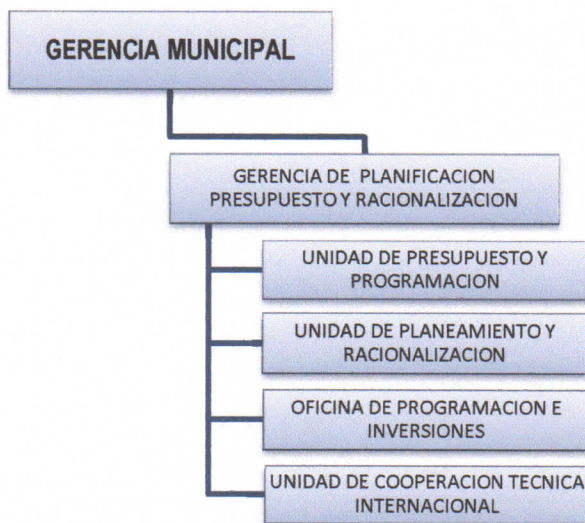 GERENCIA MUNICIPAL
GERENCIA DE PLANIFICACION
PRESUPUESTO Y RACIONALIZACION
UNIDAD DE PRESUPUESTO Y
PROGRAMACION
UNIDAD DE PLANEAMIENTO Y
RACIONALIZACION
OFICINA DE PROGRAMACION E
INVERSIONES
UNIDAD DE COOPERACION TECNICA
INTERNACIONAL